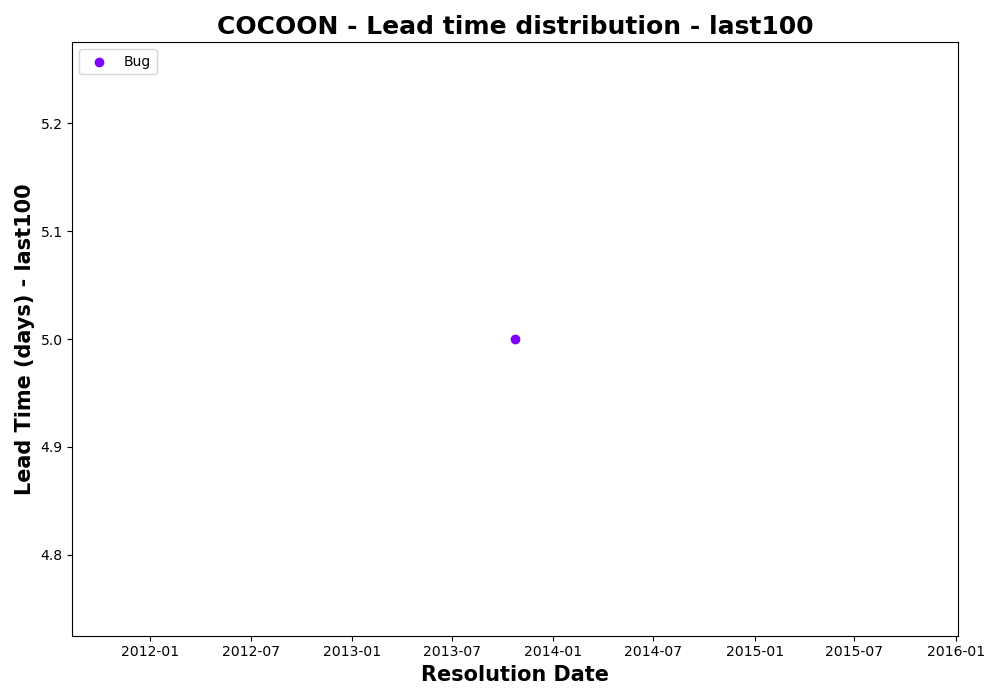 COCOON - Lead time distribution - last100
Bug
Lead Time (days) - last100
5.2
5.1
5.0
4.9
4.8
2012-01 2012-07 2013-01 2013-07 2014-01 2014-07 2015-01 2015-07 2016-01
Resolution Date